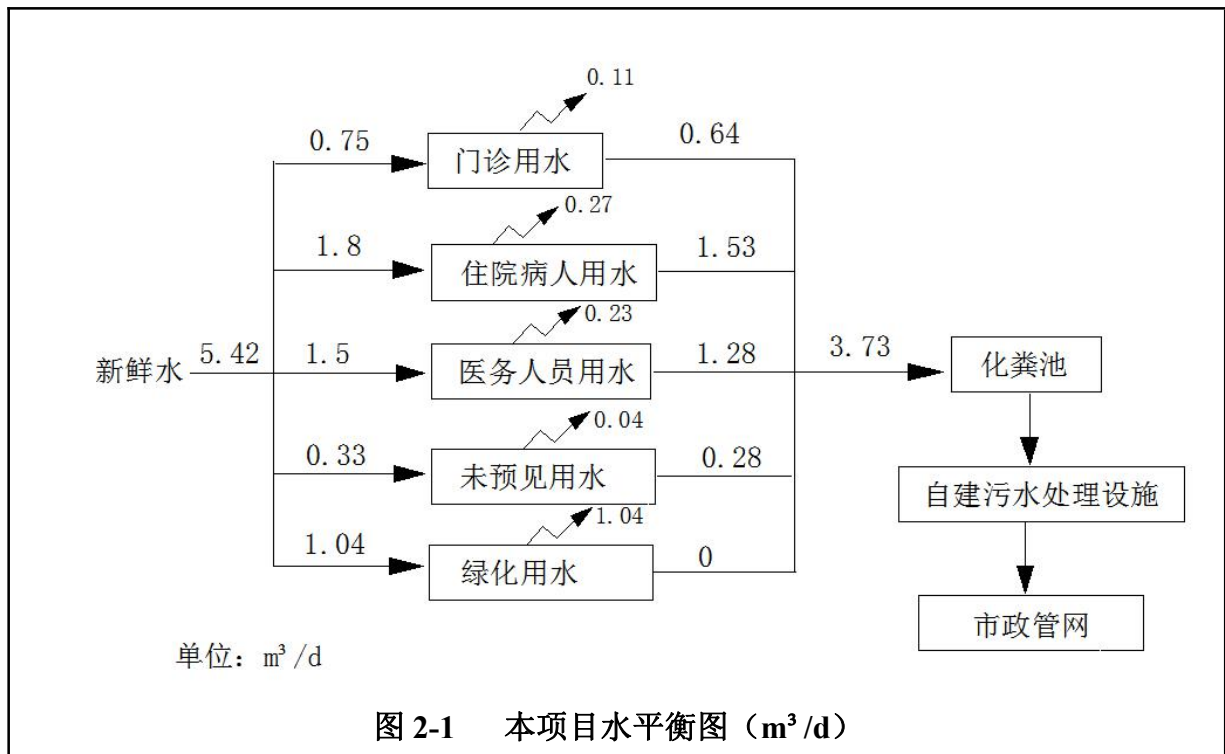 0.11
0.75
门诊用水
0.64
0.27
1.8
住院病人用水
1.53
0.23
新鲜水
5.42
1.5
医务人员用水
1.28
3.73
化粪池
0.04
0.33
未预见用水
0.28
自建污水处理设施
1.04
1.04
绿化用水
0
市政管网
单位：m³/d
图 2-1 本项目水平衡图（m³/d）